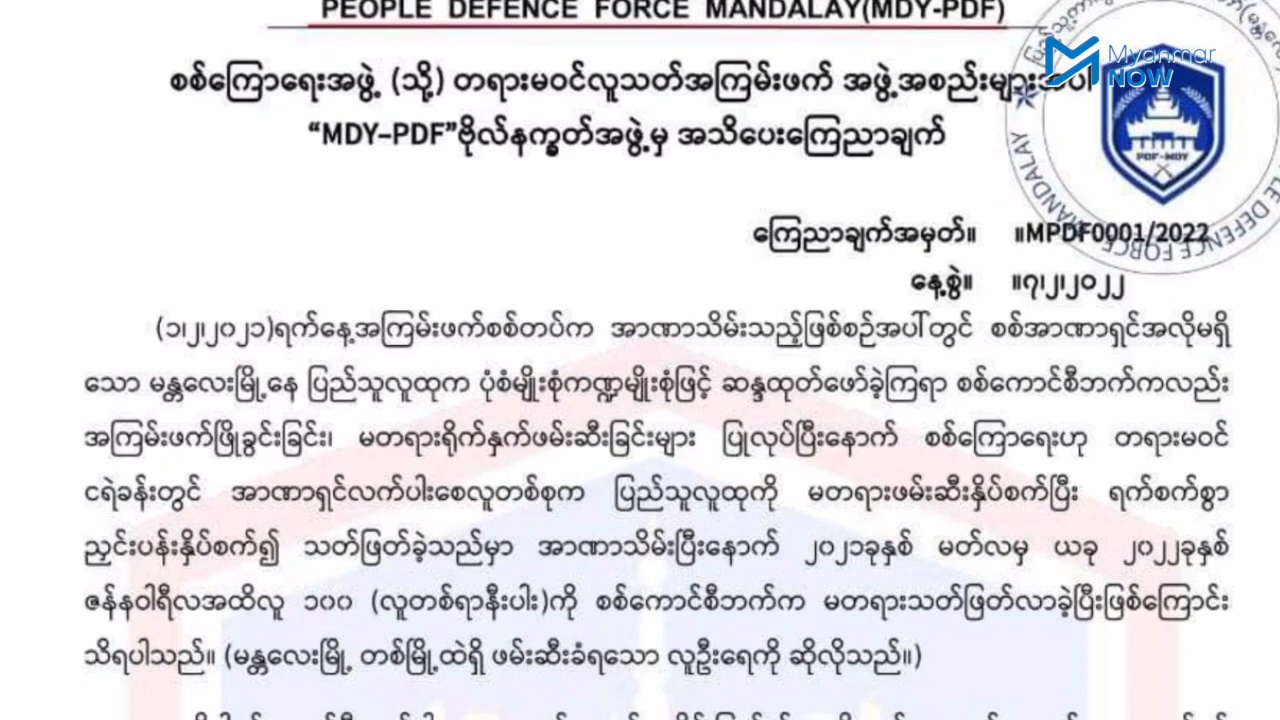 PEOPLE DEFENCE FORCE MANDALAY(MDY-PDF)
Myanmar
NOW
စစ်ကြောရေးအဖွဲ့ (သို့) တရားမဝင်လူသတ်အကြမ်းဖက် အဖွဲ့အစည်းများအပါ
“MDY-PDF”ဗိုလ်နက္ခတ်အဖွဲ့မှ အသိပေးကြေညာချက်
PDF-MDY
DEFENCE FORCE MANDALAY
ကြေညာချက်အမှတ်။ ။MPDF0001/2022
နေ့စွဲ။ ။၇၊၂၊၂၀၂၂
(၁၊၂၊၂၀၂၁)ရက်နေ့အကြမ်းဖက်စစ်တပ်က အာဏာသိမ်းသည့်ဖြစ်စဉ်အပေါ်တွင် စစ်အာဏာရှင်အလိုမရှိ
သော မန္တလေးမြို့နေ ပြည်သူလူထုက ပုံစံမျိုးစုံကဏ္ဍမျိုးစုံဖြင့် ဆန္ဒထုတ်ဖော်ခဲ့ကြရာ စစ်ကောင်စီဘက်ကလည်း
အကြမ်းဖက်ဖြိုခွင်းခြင်း၊ မတရားရိုက်နှက်ဖမ်းဆီးခြင်းများ ပြုလုပ်ပြီးနောက် စစ်ကြောရေးဟု တရားမဝင်
ငရဲခန်းတွင် အာဏာရှင်လက်ပါးစေလူတစ်စုက ပြည်သူလူထုကို မတရားဖမ်းဆီးနှိပ်စက်ပြီး ရက်စက်စွာ
ညှင်းပန်းနှိပ်စက်၍ သတ်ဖြတ်ခဲ့သည်မှာ အာဏာသိမ်းပြီးနောက် ၂၀၂၁ခုနှစ် မတ်လမှ ယခု ၂၀၂၂ခုနှစ်
ဇန်နဝါရီလအထိလူ ၁၀၀ (လူတစ်ရာနီးပါး)ကို စစ်ကောင်စီဘက်က မတရားသတ်ဖြတ်လာခဲ့ပြီးဖြစ်ကြောင်း
သိရပါသည်။ (မန္တလေးမြို့ တစ်မြို့ထဲရှိ ဖမ်းဆီးခံရသော လူဦးရေကို ဆိုလိုသည်။)